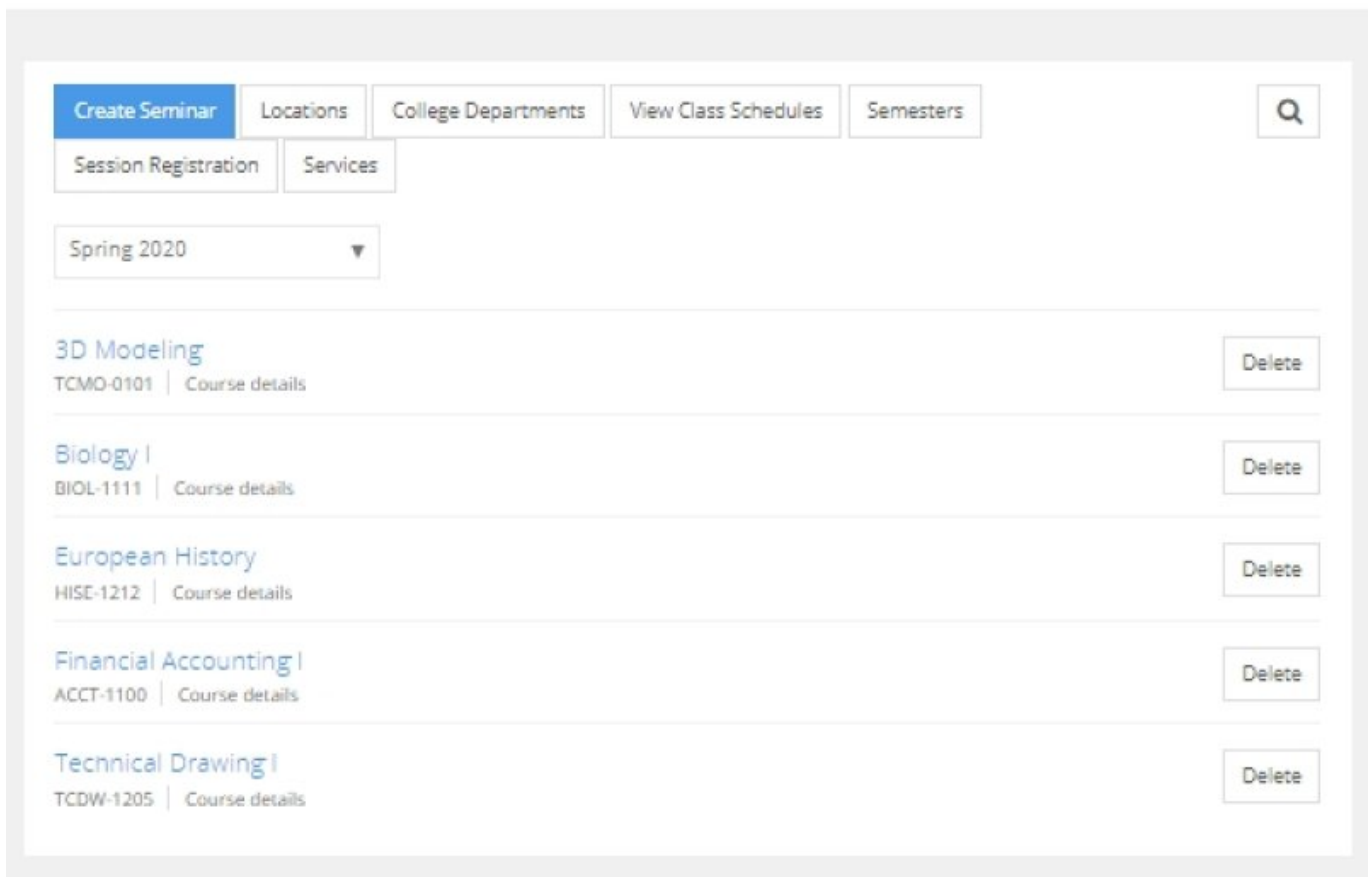 Create Seminar Locations College Departments View Class Schedules Semesters
Session Registration Services
Spring 2020
3D Modeling
Delete
TCMO-0101 Course details
Biology I
Delete
BIOL-1111 Course details
European History
Delete
HISE-1212 Course details
Financial Accounting I
Delete
ACCT-1100 Course details
Technical Drawing I
Delete
TCDW-1205 Course details